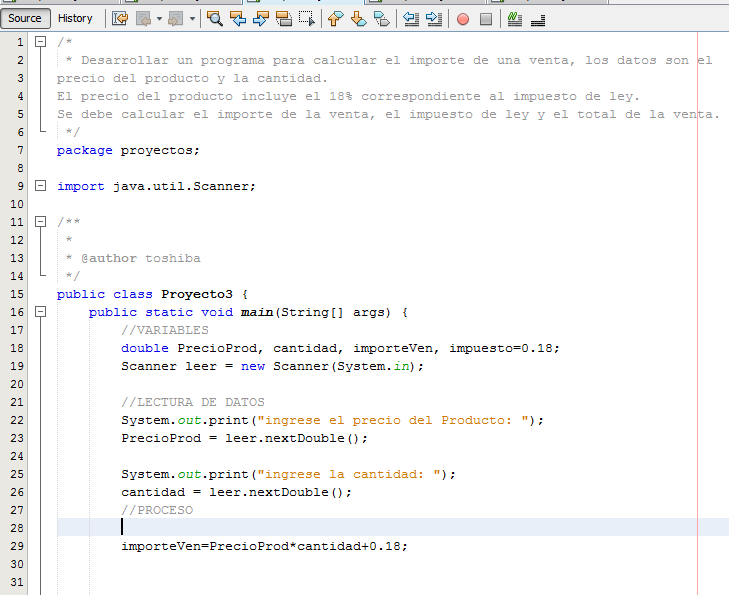 Source History
1 /*
2 * Desarrollar un programa para calcular el importe de una venta, los datos son el
3 precio del producto y la cantidad.
4 El precio del producto incluye el 18% correspondiente al impuesto de ley.
5 Se debe calcular el importe de la venta, el impuesto de ley y el total de la venta.
6 */
7 package proyectos;
8
9 import java.util.Scanner;
10
11 /**
12 *
13 * @author toshiba
14 */
15 public class Proyecto3 {
16 public static void main(String[] args) {
17 //VARIABLES
18 double PrecioProd, cantidad, importeVen, impuesto=0.18;
19 Scanner leer = new Scanner(System.in);
20
21 //LECTURA DE DATOS
22 System.out.print("ingrese el precio del Producto: ");
23 PrecioProd = leer.nextDouble();
24
25 System.out.print("ingrese la cantidad: ");
26 cantidad = leer.nextDouble();
27 //PROCESO
28
29 importeVen=PrecioProd*cantidad+0.18;
30
31